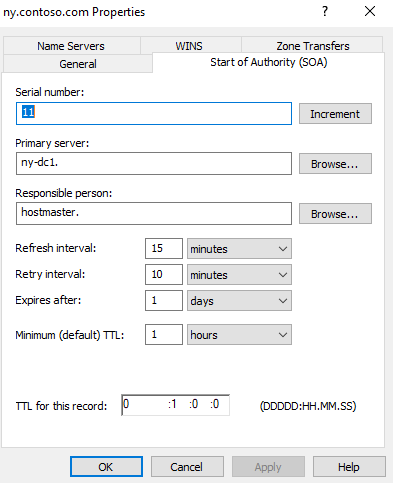 ny.contoso.com Properties ? ×
Name Servers WINS Zone Transfers
General Start of Authority (SOA)
Serial number:
11 Increment
Primary server:
ny-dc1. Browse...
Responsible person:
hostmaster. Browse...
Refresh interval: 15 minutes
Retry interval: 10 minutes
Expires after: 1 days
Minimum (default) TTL: 1 hours
TTL for this record: 0 :1 :0 :0 (DDDDD:HH.MM.SS)
OK Cancel Apply Help